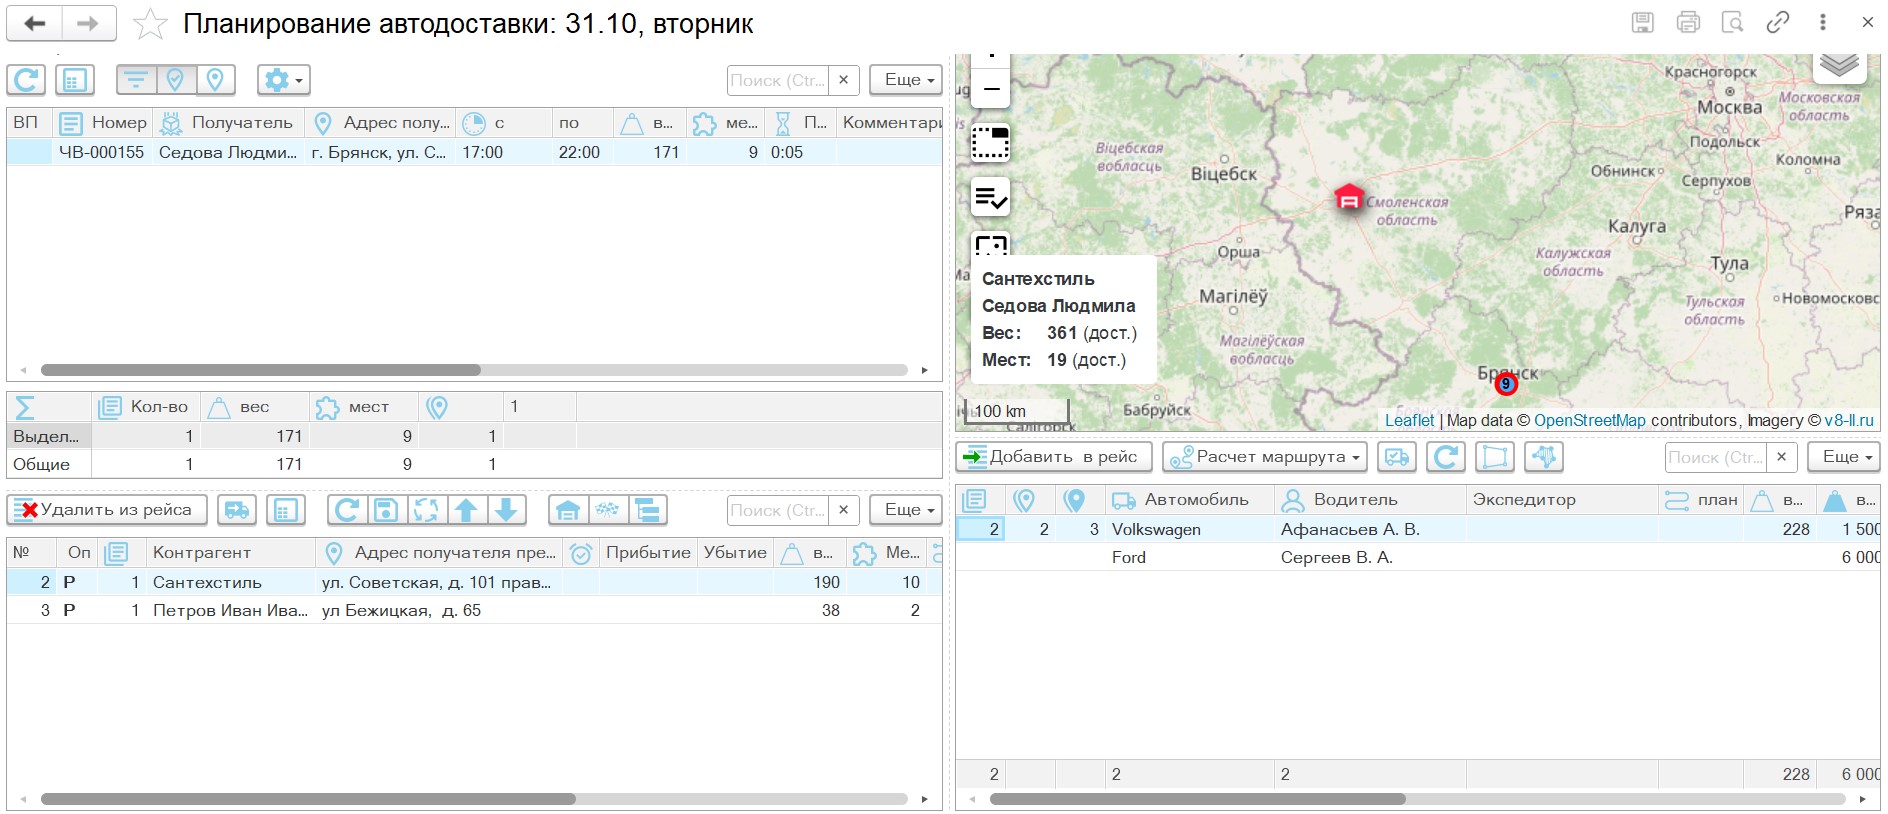 Планирование автодоставки: 31.10, вторник
Поиск (Ctr...
×
Еще
ВП Номер Получатель Адрес полу... с по в... ме... П... Комментари
ЧВ-000155 Седова Людми... г. Брянск, ул. С... 17:00 22:00 171 9 0:05
Кол-во вес мест 1
Выдел... 1 171 9 1
Общие 1 171 9 1
Удалить из рейса
Поиск (Ctr...
×
Еще
№ Оп Контрагент Адрес получателя пре... Прибытие Убытие в... Ме...
2 Р 1 Сантехстиль ул. Советская, д. 101 прав... 190 10
3 Р 1 Петров Иван Ива... ул Бежицкая, д. 65 38 2
Красногорск
Москва
Московская
область
Подольск
Коломна
Обнинск
Серпухов
Віцебская
вобласць
Віцебск
Смоленская
область
Ряза
Калуга
Орша
Калужская
область
Тула
Магілёў
Тульская
область
Новомосковс
Магілёўская
вобласць
Брянск
9
Бабруйск
Салігорск
Сантехстиль
Седова Людмила
Вес: 361 (дост.)
Мест: 19 (дост.)
100 km
Leaflet | Map data © OpenStreetMap contributors, Imagery © v8-ll.ru
Добавить в рейс
Расчет маршрута
Поиск (Ctr...
×
Еще
Автомобиль Водитель Экспедитор план в... в...
2 2 3 Volkswagen Афанасьев А. В. 228 1 500
Ford Сергеев В. А. 6 000
2 2 2 228 6 000